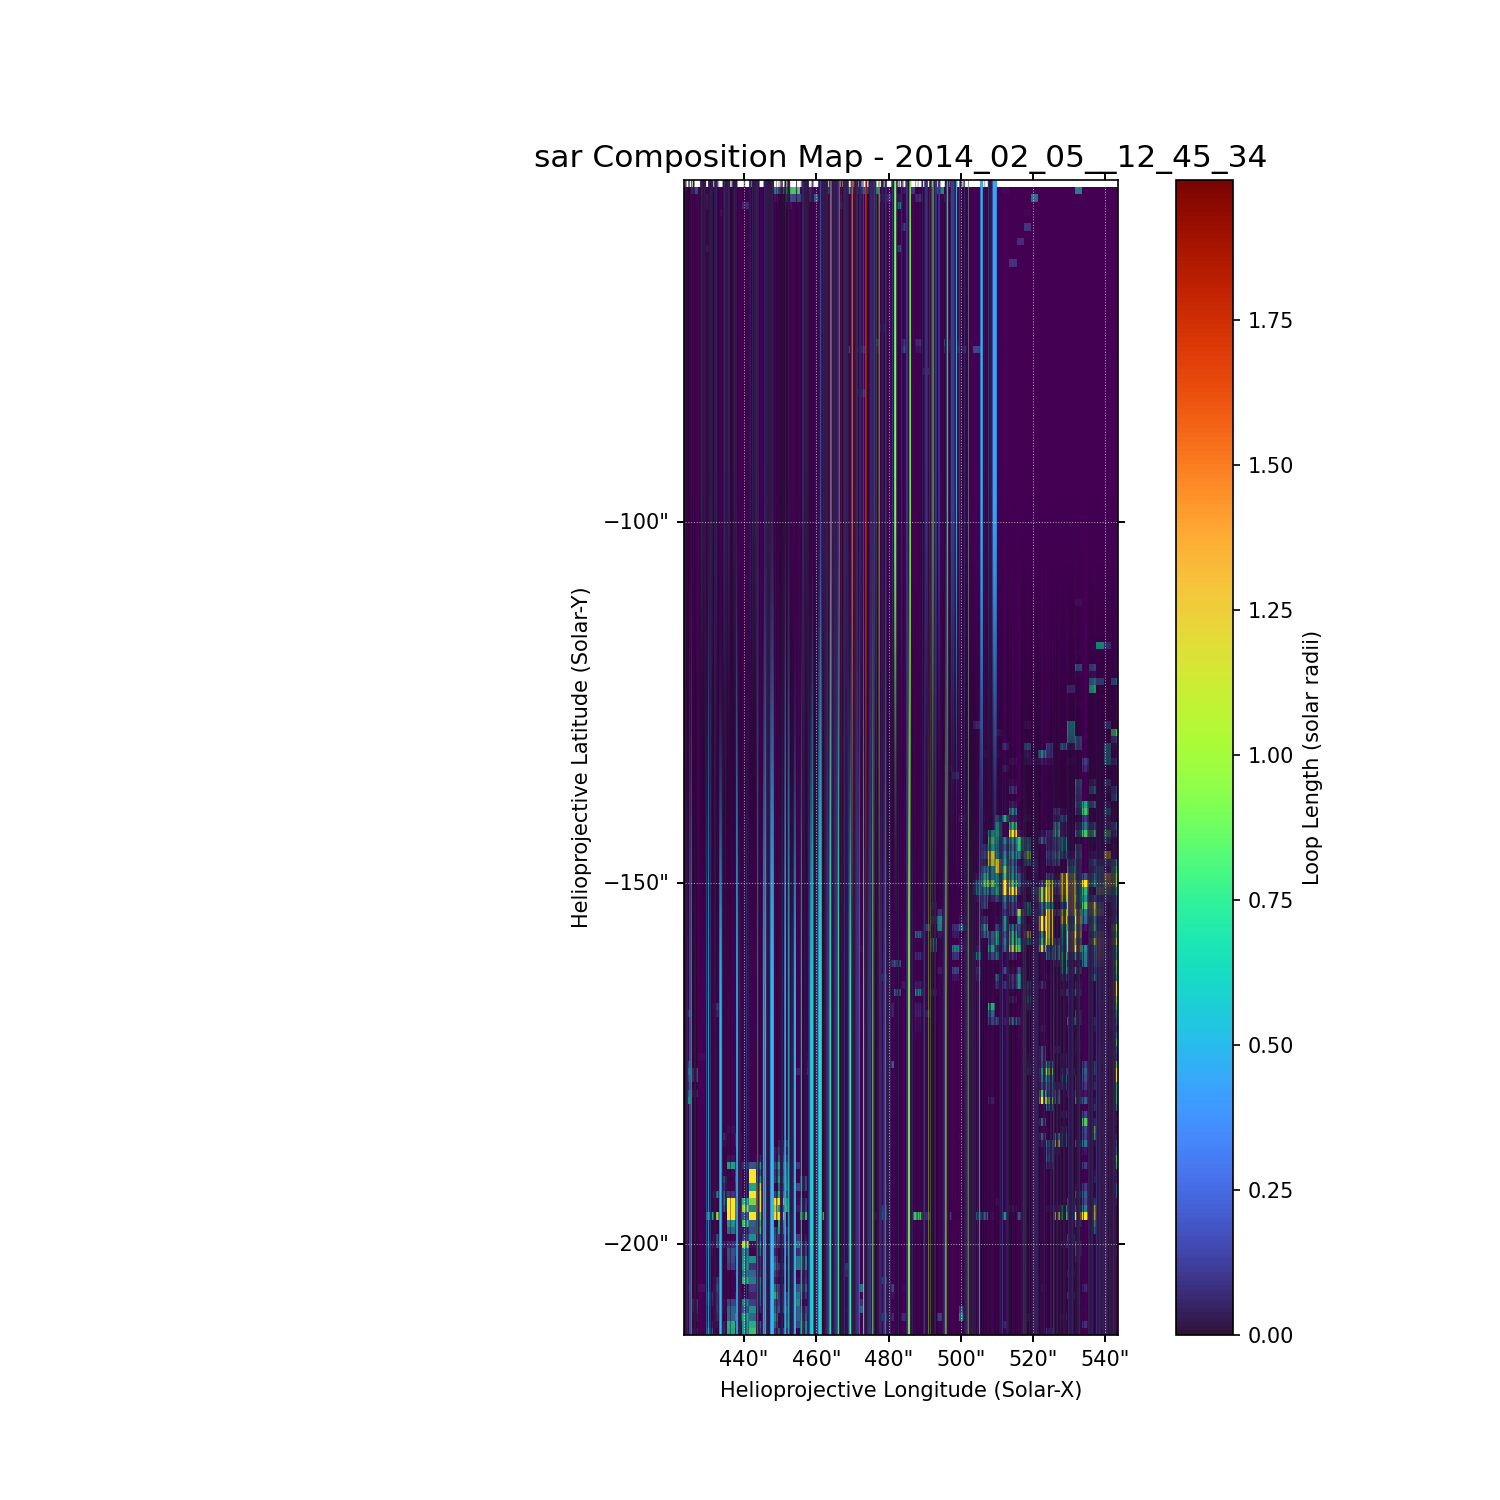 sar Composition Map - 2014_02_05__12_45_34
Helioprojective Latitude (Solar-Y)
−100"
−150"
−200"
440" 460" 480" 500" 520" 540"
Helioprojective Longitude (Solar-X)
1.75
1.50
1.25
1.00
0.75
0.50
0.25
0.00
Loop Length (solar radii)